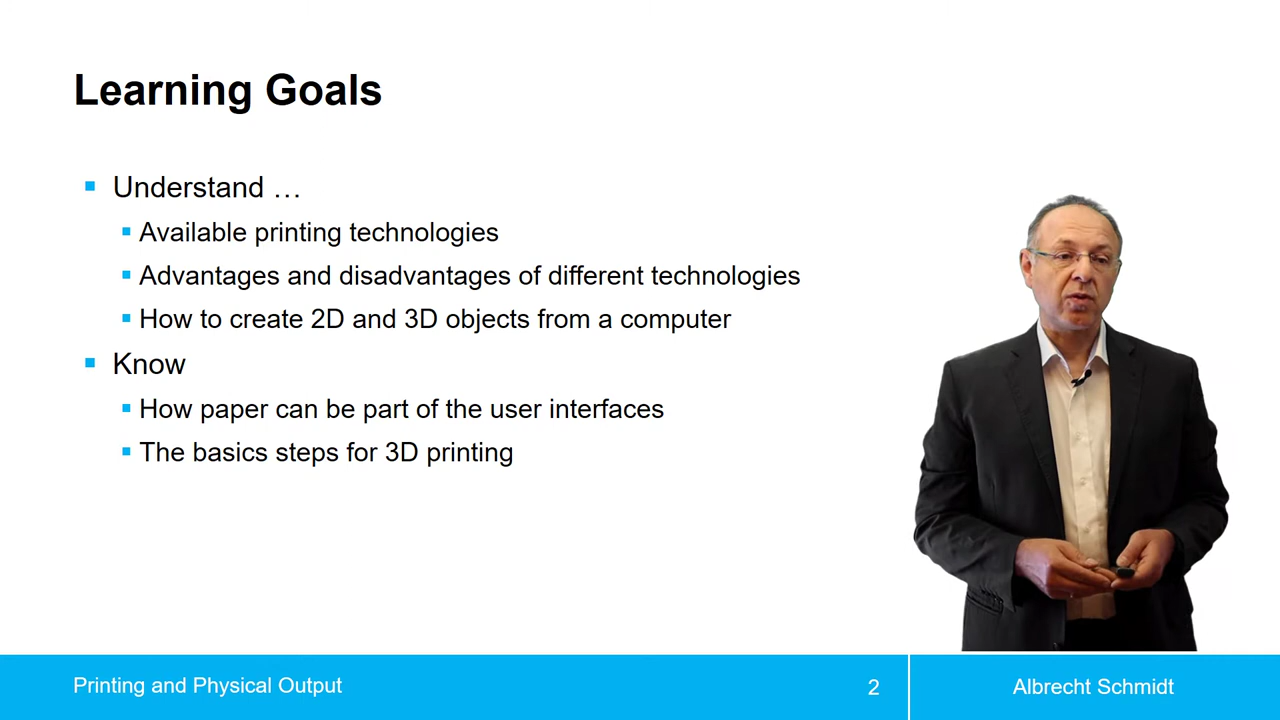 Learning Goals
Understand …
Available printing technologies
Advantages and disadvantages of different technologies
How to create 2D and 3D objects from a computer
Know
How paper can be part of the user interfaces
The basics steps for 3D printing
Printing and Physical Output
2
Albrecht Schmidt